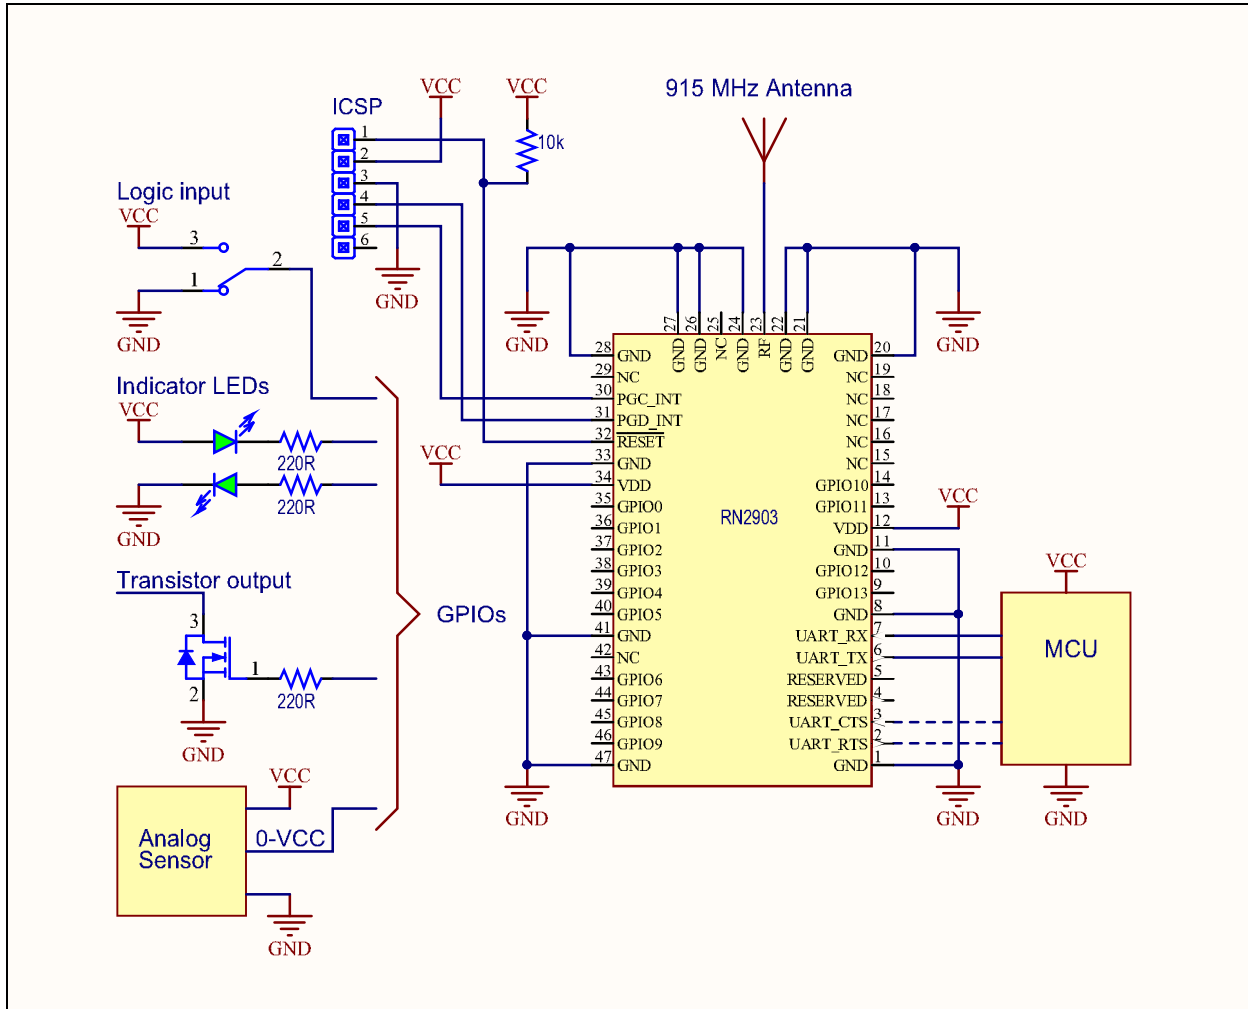 915 MHz Antenna
VCC
VCC
ICSP
1
2
3
4
5
6
10k
Logic input
VCC
3
2
1
GND
GND
Indicator LEDs
VCC
220R
220R
GND
Transistor output
3
1
2
220R
GND
VCC
Analog
Sensor
0-VCC
GND
GPIOs
VCC
GND
GND
27
26
25
24
23
22
21
GND
GND
NC
GND
RF
GND
GND
28 GND
29 NC
30 PGC_INT
31 PGD_INT
32 RESET
33 GND
34 VDD
35 GPIO0
36 GPIO1
37 GPIO2
38 GPIO3
39 GPIO4
40 GPIO5
41 GND
42 NC
43 GPIO6
44 GPIO7
45 GPIO8
46 GPIO9
47 GND
RN2903
GND 20
NC 19
NC 18
NC 17
NC 16
NC 15
GPIO10 14
GPIO11 13
VDD 12
GND 11
GPIO12 10
GPIO13 9
GND 8
UART_RX 7
UART_TX 6
RESERVED 5
RESERVED 4
UART_CTS 3
UART_RTS 2
GND 1
GND
VCC
GND
VCC
MCU
GND